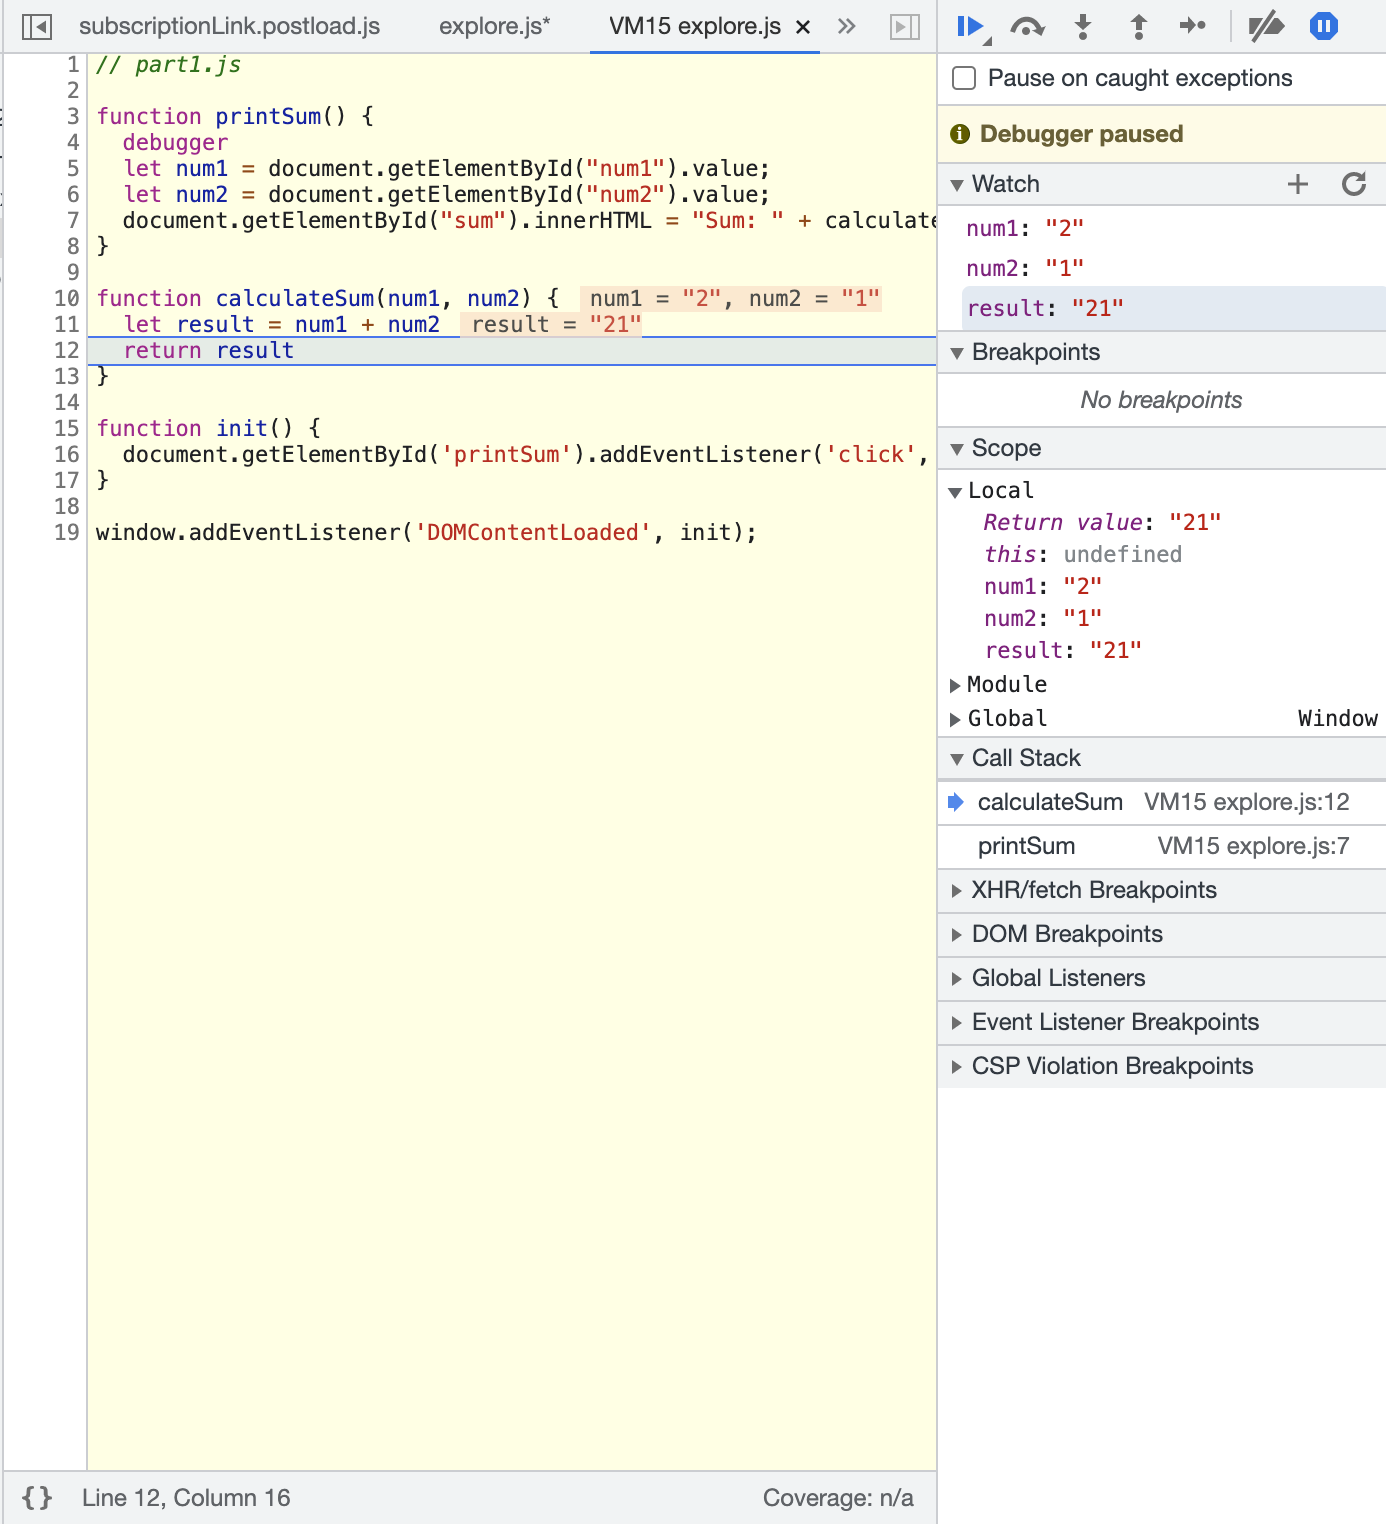 subscriptionLink.postload.js explore.js* VM15 explore.js × »
1 // part1.js
2
3 function printSum() {
4 debugger
5 let num1 = document.getElementById("num1").value;
6 let num2 = document.getElementById("num2").value;
7 document.getElementById("sum").innerHTML = "Sum: " + calculate
8 }
9
10 function calculateSum(num1, num2) { num1 = "2", num2 = "1"
11 let result = num1 + num2 result = "21"
12 return result
13 }
14
15 function init() {
16 document.getElementById('printSum').addEventListener('click',
17 }
18
19 window.addEventListener('DOMContentLoaded', init);
{} Line 12, Column 16 Coverage: n/a
Pause on caught exceptions
Debugger paused
Watch
num1: "2"
num2: "1"
result: "21"
Breakpoints
No breakpoints
Scope
Local
Return value: "21"
this: undefined
num1: "2"
num2: "1"
result: "21"
Module
Global Window
Call Stack
calculateSum VM15 explore.js:12
printSum VM15 explore.js:7
XHR/fetch Breakpoints
DOM Breakpoints
Global Listeners
Event Listener Breakpoints
CSP Violation Breakpoints